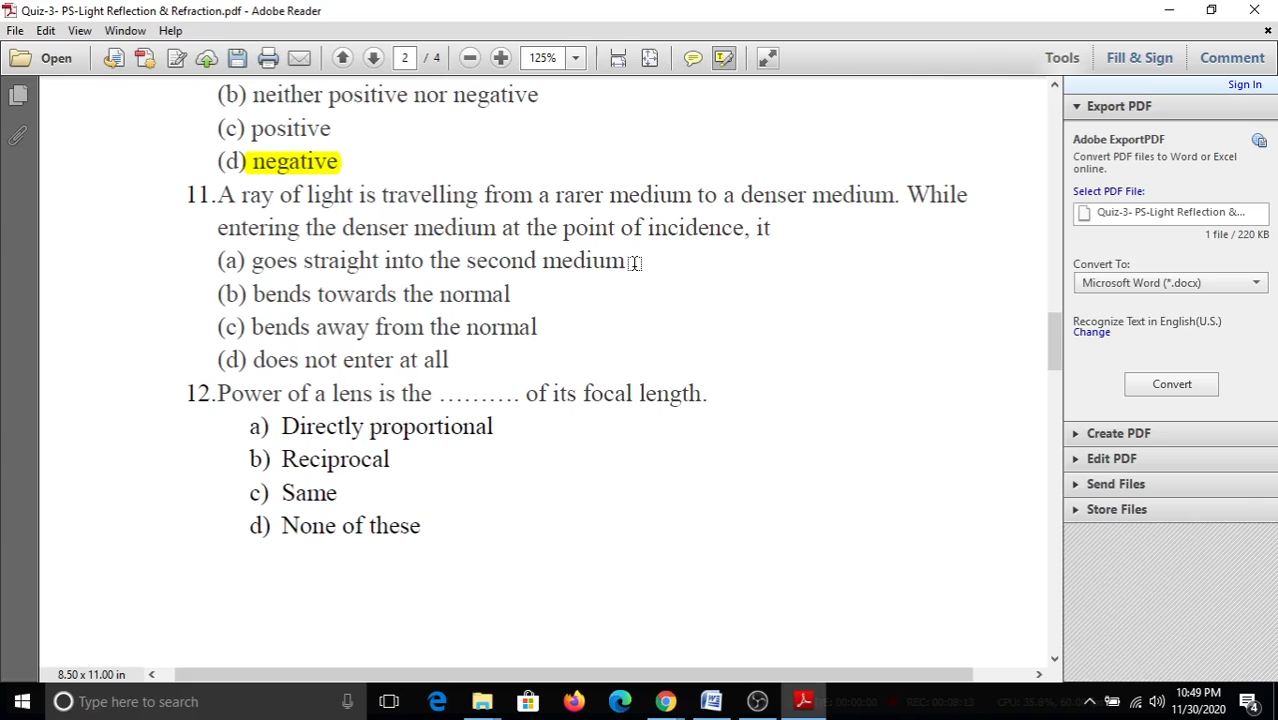 Quiz-3- PS-Light Reflection & Refraction.pdf - Adobe Reader
File Edit View Window Help
Open 2 / 4 125% Tools Fill & Sign Comment
Sign In
(b) neither positive nor negative
(c) positive
(d) negative
11.A ray of light is travelling from a rarer medium to a denser medium. While
entering the denser medium at the point of incidence, it
(a) goes straight into the second medium
(b) bends towards the normal
(c) bends away from the normal
(d) does not enter at all
12.Power of a lens is the ………. of its focal length.
a) Directly proportional
b) Reciprocal
c) Same
d) None of these
8.50 x 11.00 in
Export PDF
Adobe ExportPDF
Convert PDF files to Word or Excel
online.
Select PDF File:
Quiz-3- PS-Light Reflection &...
1 file / 220 KB
Convert To:
Microsoft Word (*.docx)
Recognize Text in English(U.S.)
Change
Convert
Create PDF
Edit PDF
Send Files
Store Files
Type here to search
10:49 PM
11/30/2020
4